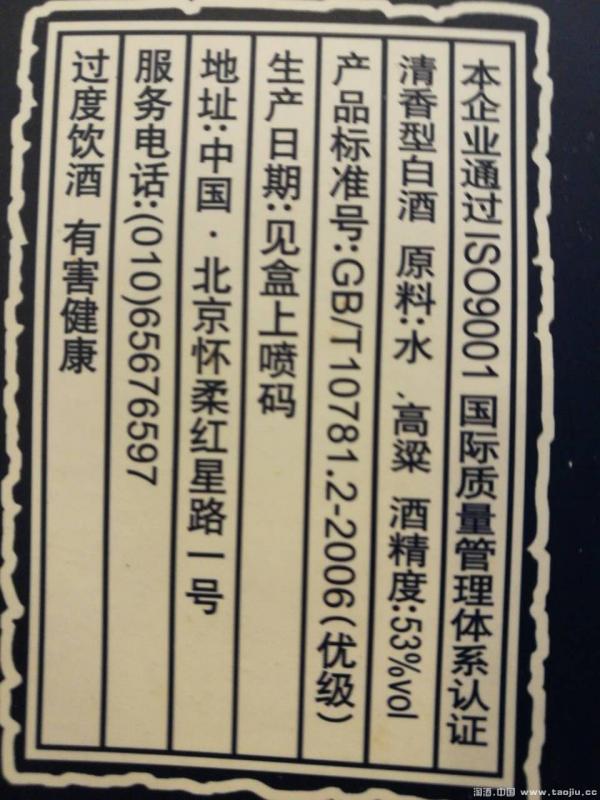 本企业通过ISO9001 国际质量管理体系认证
清香型白酒 原料:水、高粱 酒精度:53%vol
产品标准号:GB/T10781.2-2006(优级)
生产日期:见盒上喷码
地址:中国·北京怀柔红星路一号
服务电话:(010)65676597
过度饮酒 有害健康
淘酒.中国 www.taojiu.cc